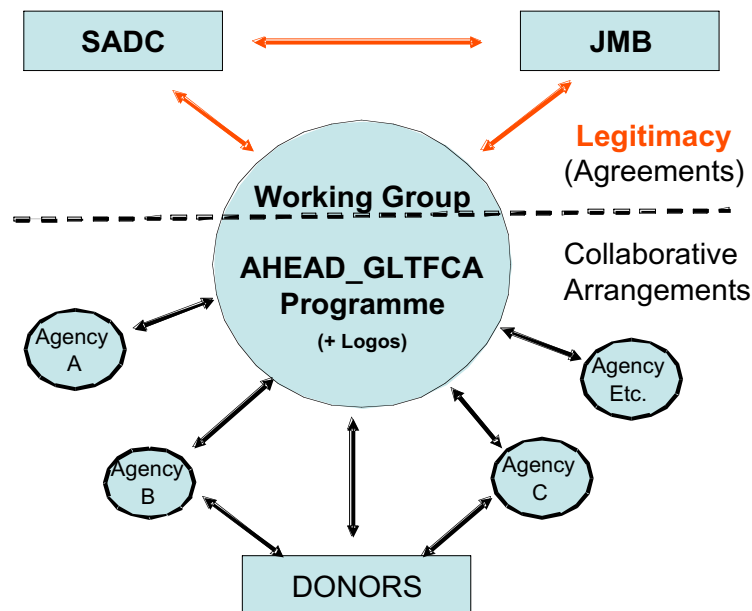 SADC
JMB
Legitimacy
(Agreements)
Working Group
AHEAD_GLTFCA
Programme
(+ Logos)
Collaborative
Arrangements
Agency
A
Agency
Etc.
Agency
B
Agency
C
DONORS